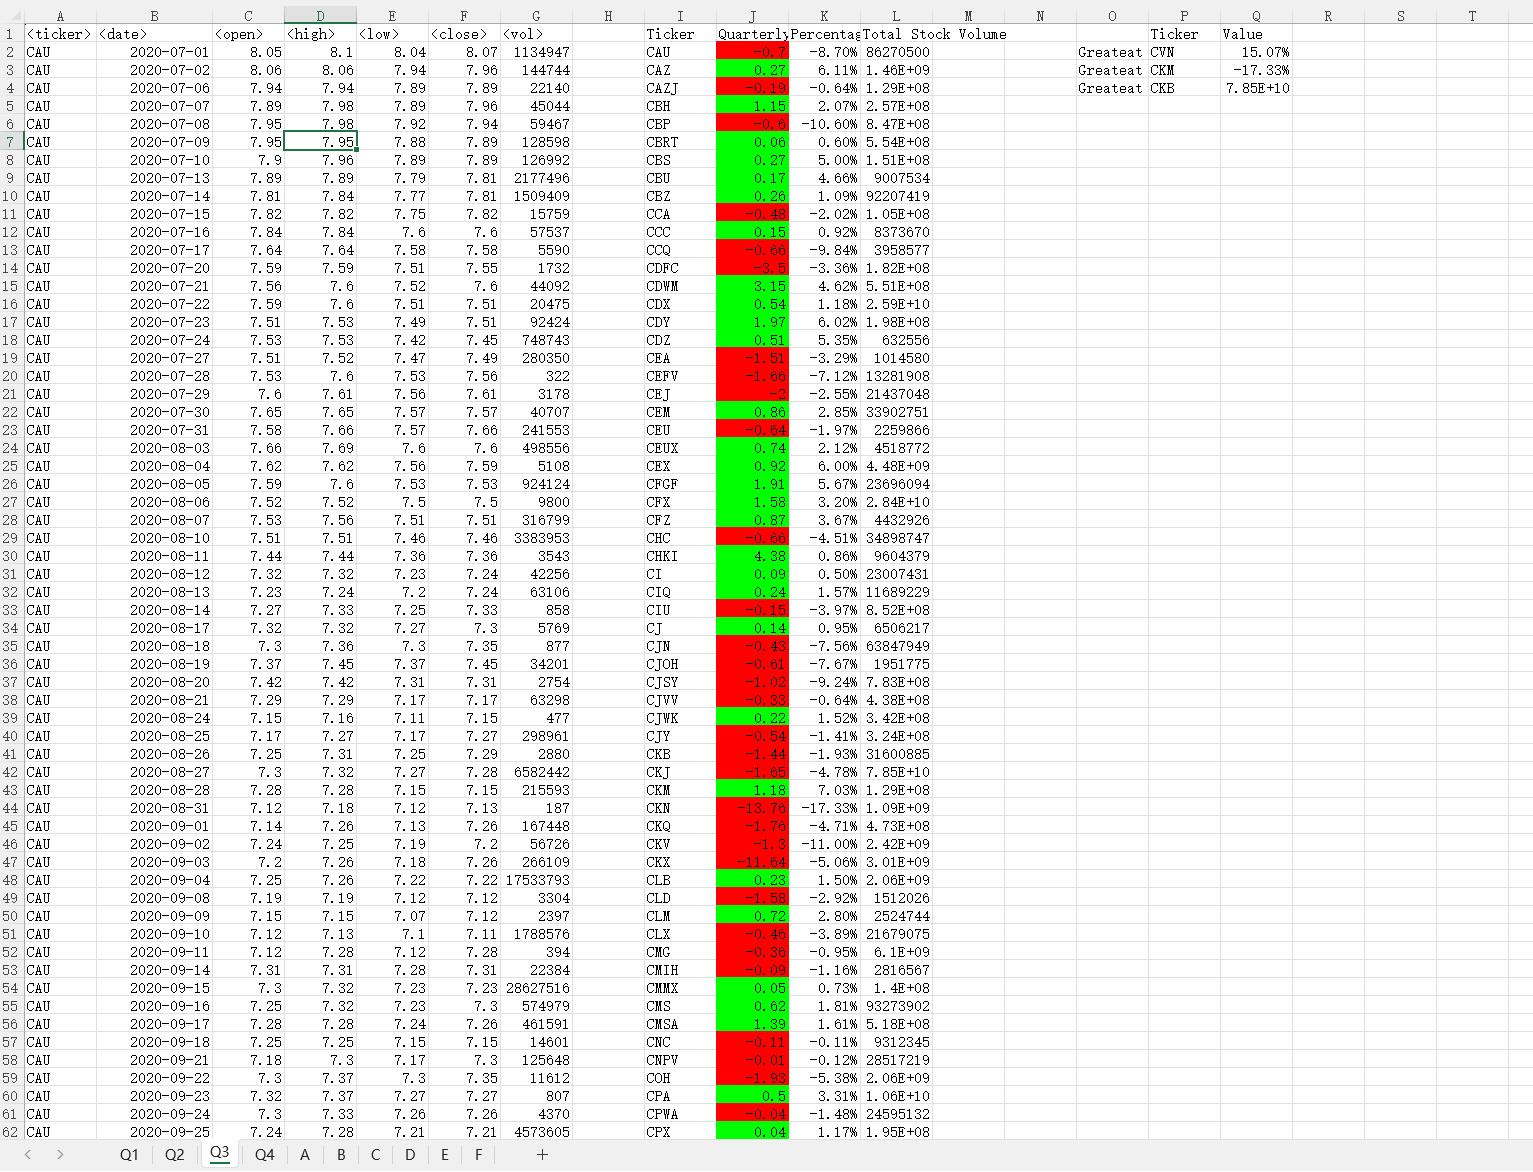 A B C D E F G H I J K L M N O P Q R S T
1 <ticker> <date> <open> <high> <low> <close> <vol> Ticker Quarterly Percentag Total Stock Volume Ticker Value
2 CAU 2020-07-01 8.05 8.1 8.04 8.07 1134947 CAU -0.7 -8.70% 86270500 Greateat CVN 15.07%
3 CAU 2020-07-02 8.06 8.06 7.94 7.96 144744 CAZ 0.27 6.11% 1.46E+09 Greateat CKM -17.33%
4 CAU 2020-07-06 7.94 7.94 7.89 7.89 22140 CAZJ -0.19 -0.64% 1.29E+08 Greateat CKB 7.85E+10
5 CAU 2020-07-07 7.89 7.98 7.89 7.96 45044 CBH 1.15 2.07% 2.57E+08
6 CAU 2020-07-08 7.95 7.98 7.92 7.94 59467 CBP -0.6 -10.60% 8.47E+08
7 CAU 2020-07-09 7.95 7.95 7.88 7.89 128598 CBRT 0.06 0.60% 5.54E+08
8 CAU 2020-07-10 7.9 7.96 7.89 7.89 126992 CBS 0.27 5.00% 1.51E+08
9 CAU 2020-07-13 7.89 7.89 7.79 7.81 2177496 CBU 0.17 4.66% 9007534
10 CAU 2020-07-14 7.81 7.84 7.77 7.81 1509409 CBZ 0.26 1.09% 92207419
11 CAU 2020-07-15 7.82 7.82 7.75 7.82 15759 CCA -0.48 -2.02% 1.05E+08
12 CAU 2020-07-16 7.84 7.84 7.6 7.6 57537 CCC 0.15 0.92% 8373670
13 CAU 2020-07-17 7.64 7.64 7.58 7.58 5590 CCQ -0.66 -9.84% 3958577
14 CAU 2020-07-20 7.59 7.59 7.51 7.55 1732 CDFC -3.5 -3.36% 1.82E+08
15 CAU 2020-07-21 7.56 7.6 7.52 7.6 44092 CDWM 3.15 4.62% 5.51E+08
16 CAU 2020-07-22 7.59 7.6 7.51 7.51 20475 CDX 0.54 1.18% 2.59E+10
17 CAU 2020-07-23 7.51 7.53 7.49 7.51 92424 CDY 1.97 6.02% 1.98E+08
18 CAU 2020-07-24 7.53 7.53 7.42 7.45 748743 CDZ 0.51 5.35% 632556
19 CAU 2020-07-27 7.51 7.52 7.47 7.49 280350 CEA -1.51 -3.29% 1014580
20 CAU 2020-07-28 7.53 7.6 7.53 7.56 322 CEFV -1.66 -7.12% 13281908
21 CAU 2020-07-29 7.6 7.61 7.56 7.61 3178 CEJ -2 -2.55% 21437048
22 CAU 2020-07-30 7.65 7.65 7.57 7.57 40707 CEM 0.86 2.85% 33902751
23 CAU 2020-07-31 7.58 7.66 7.57 7.66 241553 CEU -0.64 -1.97% 2259866
24 CAU 2020-08-03 7.66 7.69 7.6 7.6 498556 CEUX 0.74 2.12% 4518772
25 CAU 2020-08-04 7.62 7.62 7.56 7.59 5108 CEX 0.92 6.00% 4.48E+09
26 CAU 2020-08-05 7.59 7.6 7.53 7.53 924124 CFGF 1.91 5.67% 23696094
27 CAU 2020-08-06 7.52 7.52 7.5 7.5 9800 CFX 1.58 3.20% 2.84E+10
28 CAU 2020-08-07 7.53 7.56 7.51 7.51 316799 CFZ 0.87 3.67% 4432926
29 CAU 2020-08-10 7.51 7.51 7.46 7.46 3383953 CHC -0.66 -4.51% 34898747
30 CAU 2020-08-11 7.44 7.44 7.36 7.36 3543 CHKI 4.38 0.86% 9604379
31 CAU 2020-08-12 7.32 7.32 7.23 7.24 42256 CI 0.09 0.50% 23007431
32 CAU 2020-08-13 7.23 7.24 7.2 7.24 63106 CIQ 0.24 1.57% 11689229
33 CAU 2020-08-14 7.27 7.33 7.25 7.33 858 CIU -0.15 -3.97% 8.52E+08
34 CAU 2020-08-17 7.32 7.32 7.27 7.3 5769 CJ 0.14 0.95% 6506217
35 CAU 2020-08-18 7.3 7.36 7.3 7.35 877 CJN -0.43 -7.56% 63847949
36 CAU 2020-08-19 7.37 7.45 7.37 7.45 34201 CJOH -0.61 -7.67% 1951775
37 CAU 2020-08-20 7.42 7.42 7.31 7.31 2754 CJSY -1.02 -9.24% 7.83E+08
38 CAU 2020-08-21 7.29 7.29 7.17 7.17 63298 CJVV -0.33 -0.64% 4.38E+08
39 CAU 2020-08-24 7.15 7.16 7.11 7.15 477 CJWK 0.22 1.52% 3.42E+08
40 CAU 2020-08-25 7.17 7.27 7.17 7.27 298961 CJY -0.54 -1.41% 3.24E+08
41 CAU 2020-08-26 7.25 7.31 7.25 7.29 2880 CKB -1.44 -1.93% 31600885
42 CAU 2020-08-27 7.3 7.32 7.27 7.28 6582442 CKJ -1.65 -4.78% 7.85E+10
43 CAU 2020-08-28 7.28 7.28 7.15 7.15 215593 CKM 1.18 7.03% 1.29E+08
44 CAU 2020-08-31 7.12 7.18 7.12 7.13 187 CKN -13.76 -17.33% 1.09E+09
45 CAU 2020-09-01 7.14 7.26 7.13 7.26 167448 CKQ -1.76 -4.71% 4.73E+08
46 CAU 2020-09-02 7.24 7.25 7.19 7.2 56726 CKV -1.3 -11.00% 2.42E+09
47 CAU 2020-09-03 7.2 7.26 7.18 7.26 266109 CKX -11.64 -5.06% 3.01E+09
48 CAU 2020-09-04 7.25 7.26 7.22 7.22 17533793 CLB 0.23 1.50% 2.06E+09
49 CAU 2020-09-08 7.19 7.19 7.12 7.12 3304 CLD -1.58 -2.92% 1512026
50 CAU 2020-09-09 7.15 7.15 7.07 7.12 2397 CLM 0.72 2.80% 2524744
51 CAU 2020-09-10 7.12 7.13 7.1 7.11 1788576 CLX -0.46 -3.89% 21679075
52 CAU 2020-09-11 7.12 7.28 7.12 7.28 394 CMG -0.36 -0.95% 6.1E+09
53 CAU 2020-09-14 7.31 7.31 7.28 7.31 22384 CMIH -0.09 -1.16% 2816567
54 CAU 2020-09-15 7.3 7.32 7.23 7.23 28627516 CMMX 0.05 0.73% 1.4E+08
55 CAU 2020-09-16 7.25 7.32 7.23 7.3 574979 CMS 0.62 1.81% 93273902
56 CAU 2020-09-17 7.28 7.28 7.24 7.26 461591 CMSA 1.39 1.61% 5.18E+08
57 CAU 2020-09-18 7.25 7.25 7.15 7.15 14601 CNC -0.11 -0.11% 9312345
58 CAU 2020-09-21 7.18 7.3 7.17 7.3 125648 CNPV -0.01 -0.12% 28517219
59 CAU 2020-09-22 7.3 7.37 7.3 7.35 11612 COH -1.93 -5.38% 2.06E+09
60 CAU 2020-09-23 7.32 7.37 7.27 7.27 807 CPA 0.5 3.31% 1.06E+10
61 CAU 2020-09-24 7.3 7.33 7.26 7.26 4370 CPWA -0.04 -1.48% 24595132
62 CAU 2020-09-25 7.24 7.28 7.21 7.21 4573605 CPX 0.04 1.17% 1.95E+08
Q1 Q2 Q3 Q4 A B C D E F +